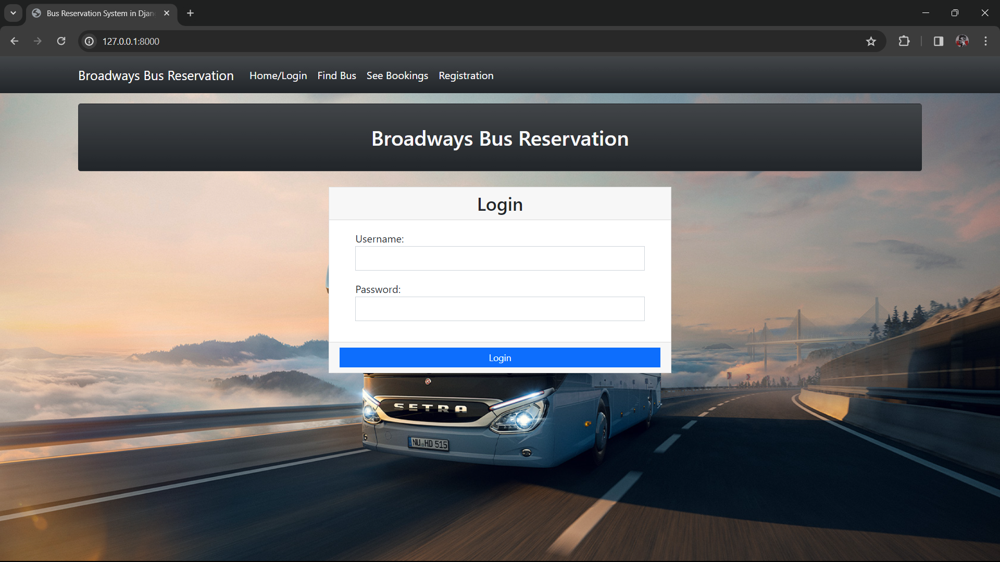 Bus Reservation System in Djan
127.0.0.1:8000
Broadways Bus Reservation Home/Login Find Bus See Bookings Registration
Broadways Bus Reservation
Login
Username:
Password:
Login
SETRA
NU HD 515